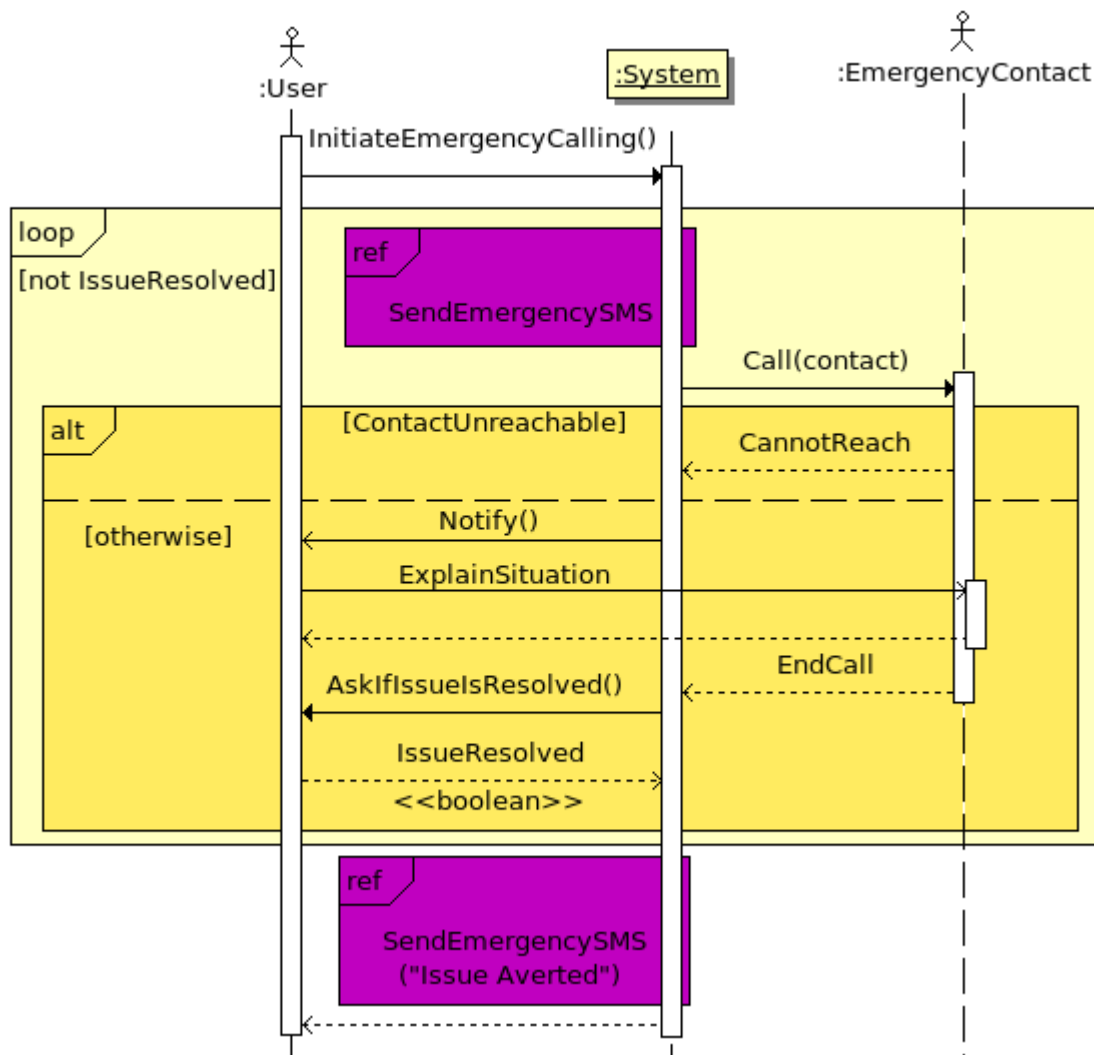 :User
:System
:EmergencyContact
InitiateEmergencyCalling()
loop
[not IssueResolved]
ref
SendEmergencySMS
Call(contact)
alt
[ContactUnreachable]
CannotReach
[otherwise]
Notify()
ExplainSituation
EndCall
AskIfIssueIsResolved()
IssueResolved
<<boolean>>
ref
SendEmergencySMS
("Issue Averted")